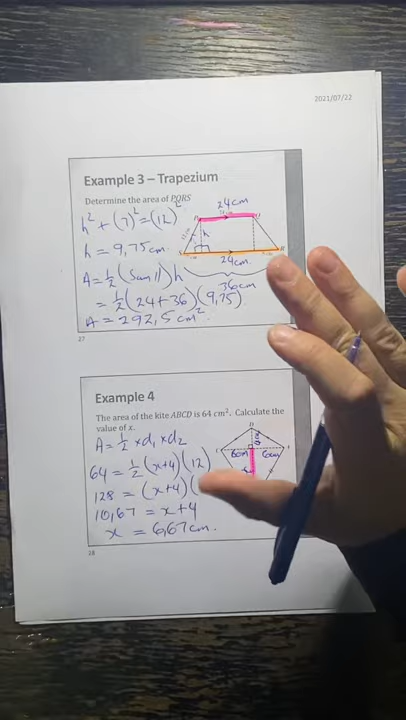 2021/07/22
Example 3 – Trapezium
Determine the area of PQRS
h² + (7)² = (12)²
h = 9,75cm.
A = ½ (Sum ||) h
= ½ (24+36) (9,75)
A = 292,5 cm².
24cm
h
24cm.
36cm
27
Example 4
The area of the kite ABCD is 64 cm². Calculate the
value of x.
A = ½ × d₁ × d₂
64 = ½ (x+4) (12)
128 = (x+4) (
10,67 = x+4
x = 6,67cm.
6cm
6cm
28